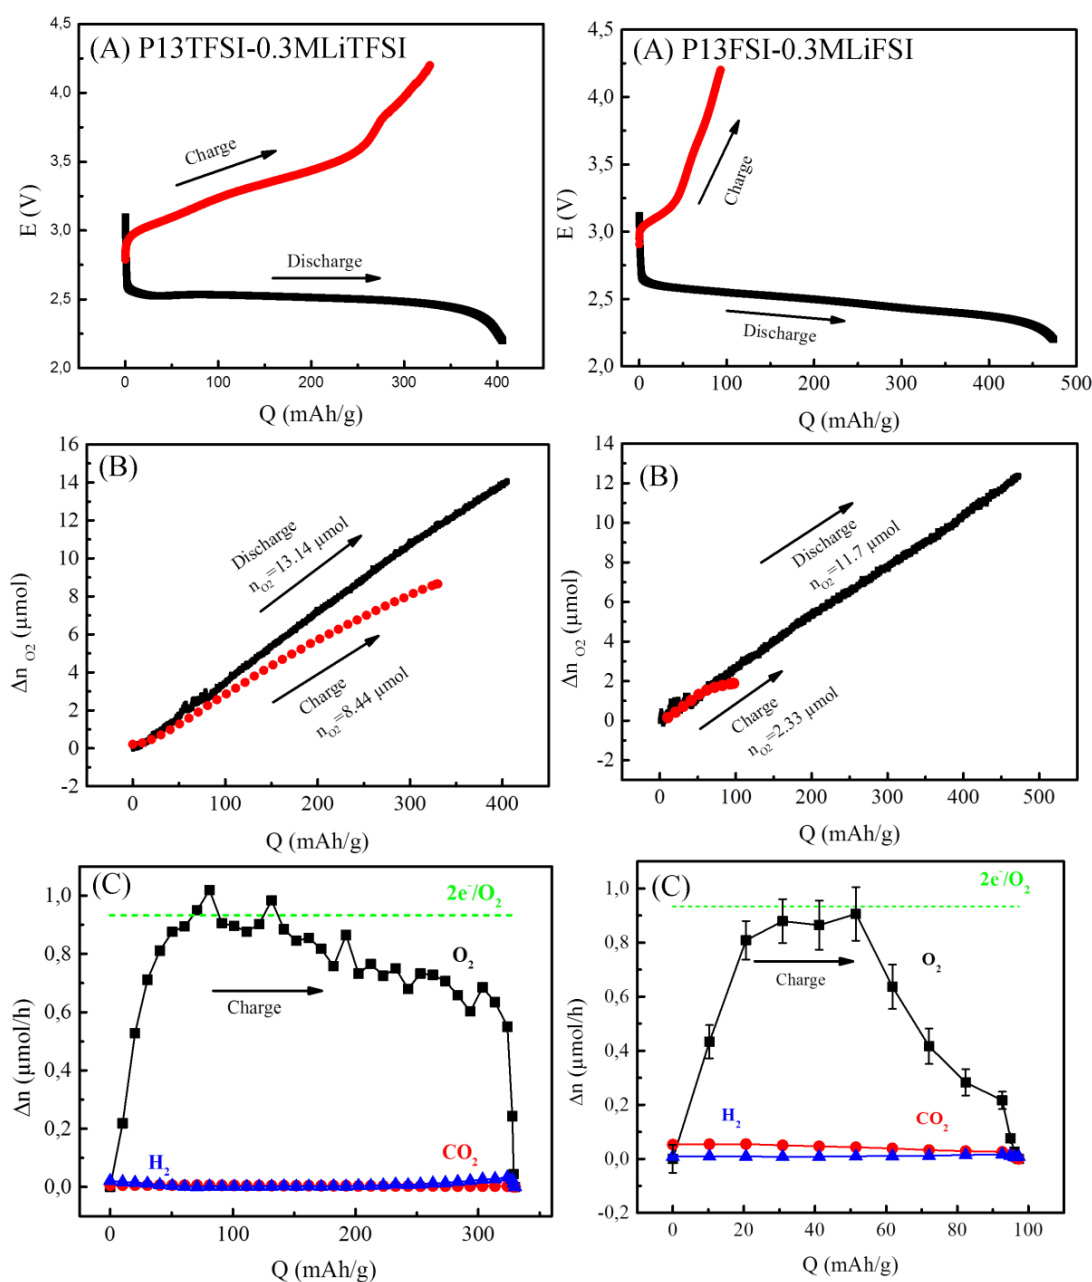 (A) P13TFSI-0.3MLiTFSI
4,5
4,0
3,5
3,0
2,5
2,0
E (V)
Charge
Discharge
0
100
200
300
400
Q (mAh/g)
(A) P13FSI-0.3MLiFSI
4,5
4,0
3,5
3,0
2,5
2,0
E (V)
Charge
Discharge
0
100
200
300
400
500
Q (mAh/g)
(B)
16
14
12
10
8
6
4
2
0
-2
Δn O2 (μmol)
Discharge
nO2=13.14 μmol
Charge
nO2=8.44 μmol
0
100
200
300
400
Q (mAh/g)
(B)
14
12
10
8
6
4
2
0
-2
Δn O2 (μmol)
Discharge
nO2=11.7 μmol
Charge
nO2=2.33 μmol
0
100
200
300
400
500
Q (mAh/g)
(C)
1,0
0,8
0,6
0,4
0,2
0,0
Δn (μmol/h)
2e-/O2
O2
Charge
H2
CO2
0
100
200
300
Q (mAh/g)
(C)
1,0
0,8
0,6
0,4
0,2
0,0
-0,2
Δn (μmol/h)
2e-/O2
O2
Charge
H2
CO2
0
20
40
60
80
100
Q (mAh/g)